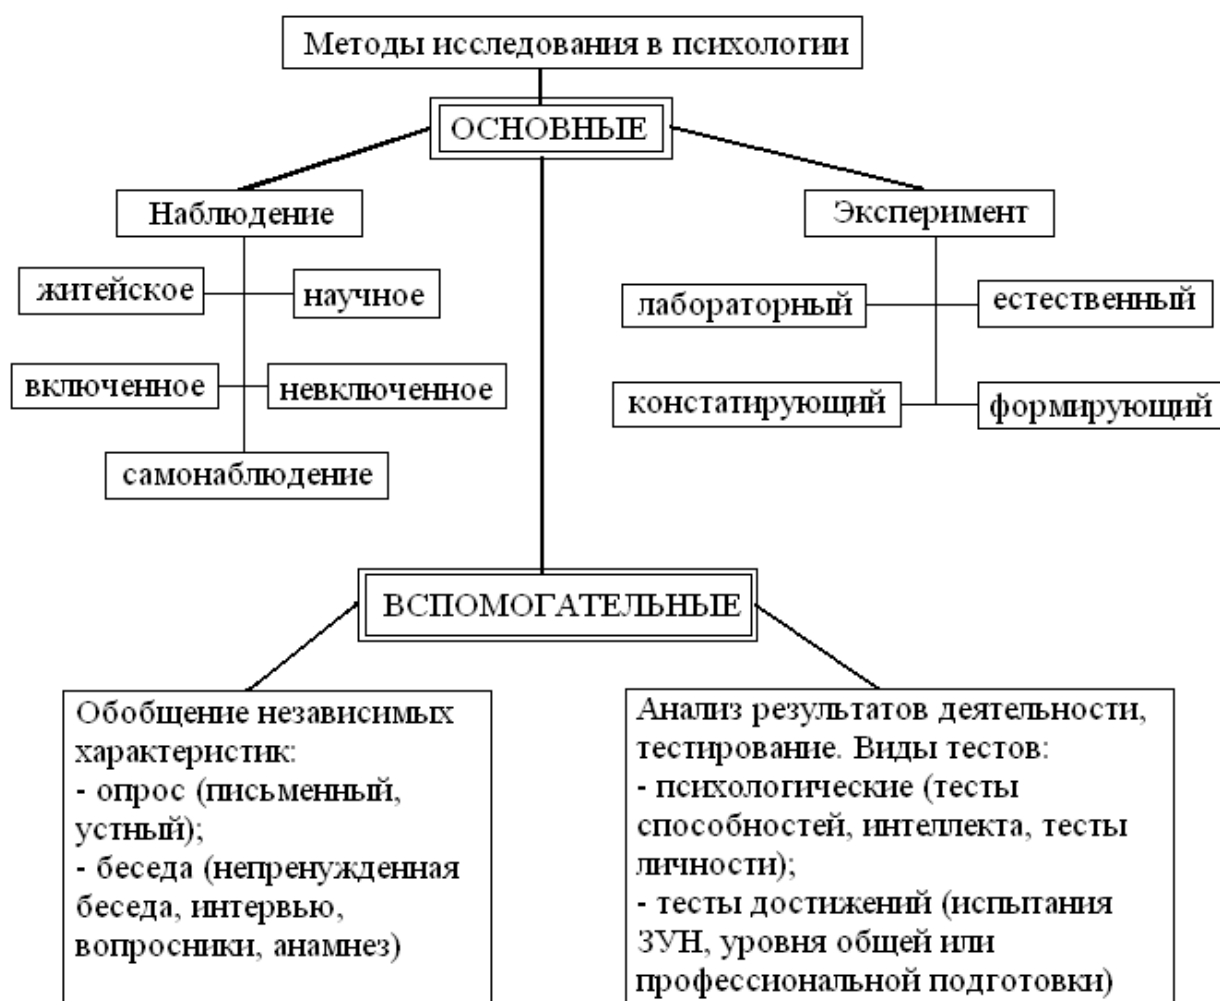 Методы исследования в психологии
ОСНОВНЫЕ
Наблюдение
Эксперимент
житейское
научное
лабораторный
естественный
включенное
невключенное
констатирующий
формирующий
самонаблюдение
ВСПОМОГАТЕЛЬНЫЕ
Обобщение независимых
характеристик:
- опрос (письменный,
устный);
- беседа (непренужденная
беседа, интервью,
вопросники, анамнез)
Анализ результатов деятельности,
тестирование. Виды тестов:
- психологические (тесты
способностей, интеллекта, тесты
личности);
- тесты достижений (испытания
ЗУН, уровня общей или
профессиональной подготовки)